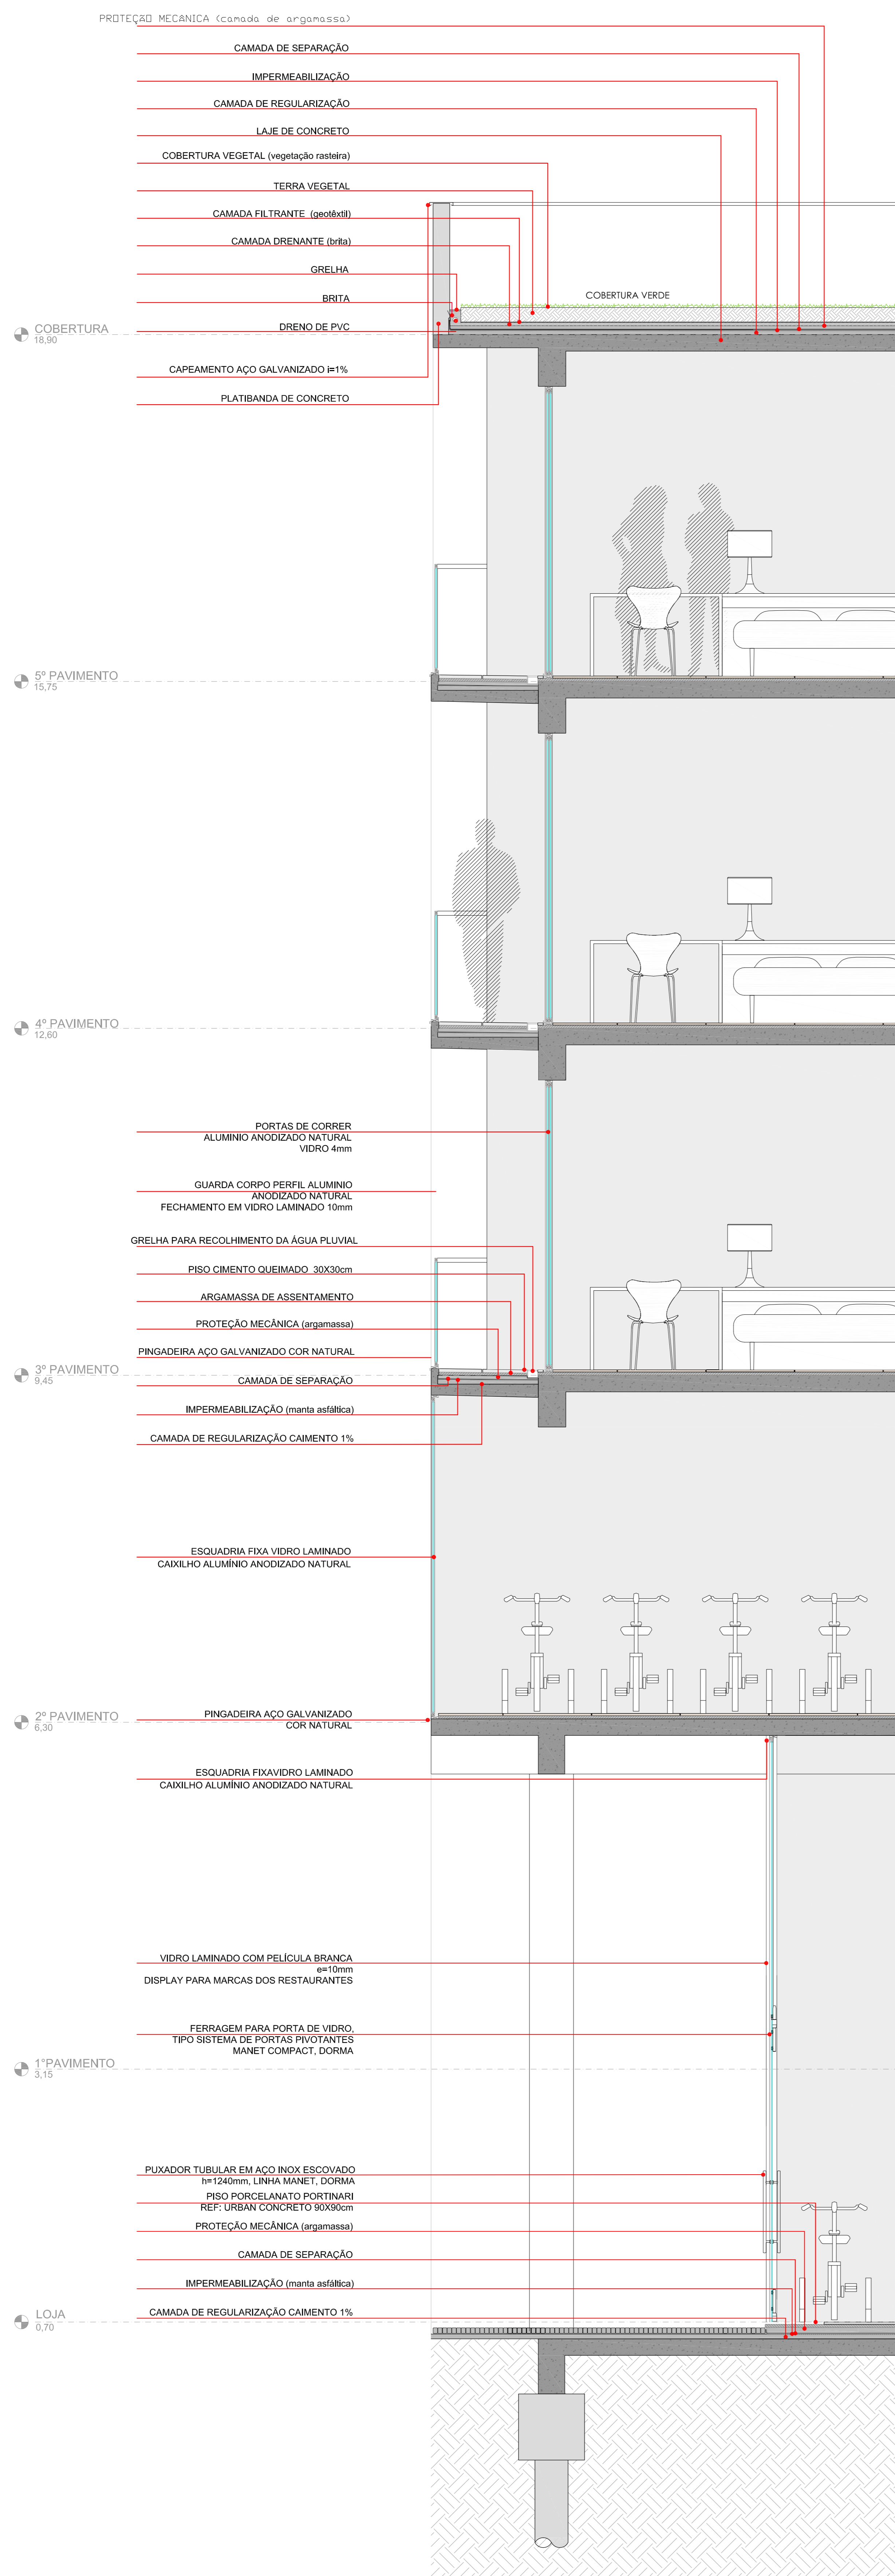 PROTEÇÃO MECÂNICA (camada de argamassa)
CAMADA DE SEPARAÇÃO
IMPERMEABILIZAÇÃO
CAMADA DE REGULARIZAÇÃO
LAJE DE CONCRETO
COBERTURA VEGETAL (vegetação rasteira)
TERRA VEGETAL
CAMADA FILTRANTE (geotêxtil)
CAMADA DRENANTE (brita)
GRELHA
COBERTURA VERDE
BRITA
DRENO DE PVC
COBERTURA
18,90
CAPEAMENTO AÇO GALVANIZADO i=1%
PLATIBANDA DE CONCRETO
5º PAVIMENTO
15,75
4º PAVIMENTO
12,60
PORTAS DE CORRER
ALUMINIO ANODIZADO NATURAL
VIDRO 4mm
GUARDA CORPO PERFIL ALUMINIO
ANODIZADO NATURAL
FECHAMENTO EM VIDRO LAMINADO 10mm
GRELHA PARA RECOLHIMENTO DA ÁGUA PLUVIAL
PISO CIMENTO QUEIMADO 30X30cm
ARGAMASSA DE ASSENTAMENTO
PROTEÇÃO MECÂNICA (argamassa)
PINGADEIRA AÇO GALVANIZADO COR NATURAL
3º PAVIMENTO
9,45
CAMADA DE SEPARAÇÃO
IMPERMEABILIZAÇÃO (manta asfáltica)
CAMADA DE REGULARIZAÇÃO CAIMENTO 1%
ESQUADRIA FIXA VIDRO LAMINADO
CAIXILHO ALUMÍNIO ANODIZADO NATURAL
2º PAVIMENTO
6,30
PINGADEIRA AÇO GALVANIZADO
COR NATURAL
ESQUADRIA FIXAVIDRO LAMINADO
CAIXILHO ALUMÍNIO ANODIZADO NATURAL
VIDRO LAMINADO COM PELÍCULA BRANCA
e=10mm
DISPLAY PARA MARCAS DOS RESTAURANTES
FERRAGEM PARA PORTA DE VIDRO,
TIPO SISTEMA DE PORTAS PIVOTANTES
MANET COMPACT, DORMA
1°PAVIMENTO
3,15
PUXADOR TUBULAR EM AÇO INOX ESCOVADO
h=1240mm, LINHA MANET, DORMA
PISO PORCELANATO PORTINARI
REF: URBAN CONCRETO 90X90cm
PROTEÇÃO MECÂNICA (argamassa)
CAMADA DE SEPARAÇÃO
IMPERMEABILIZAÇÃO (manta asfáltica)
CAMADA DE REGULARIZAÇÃO CAIMENTO 1%
LOJA
0,70